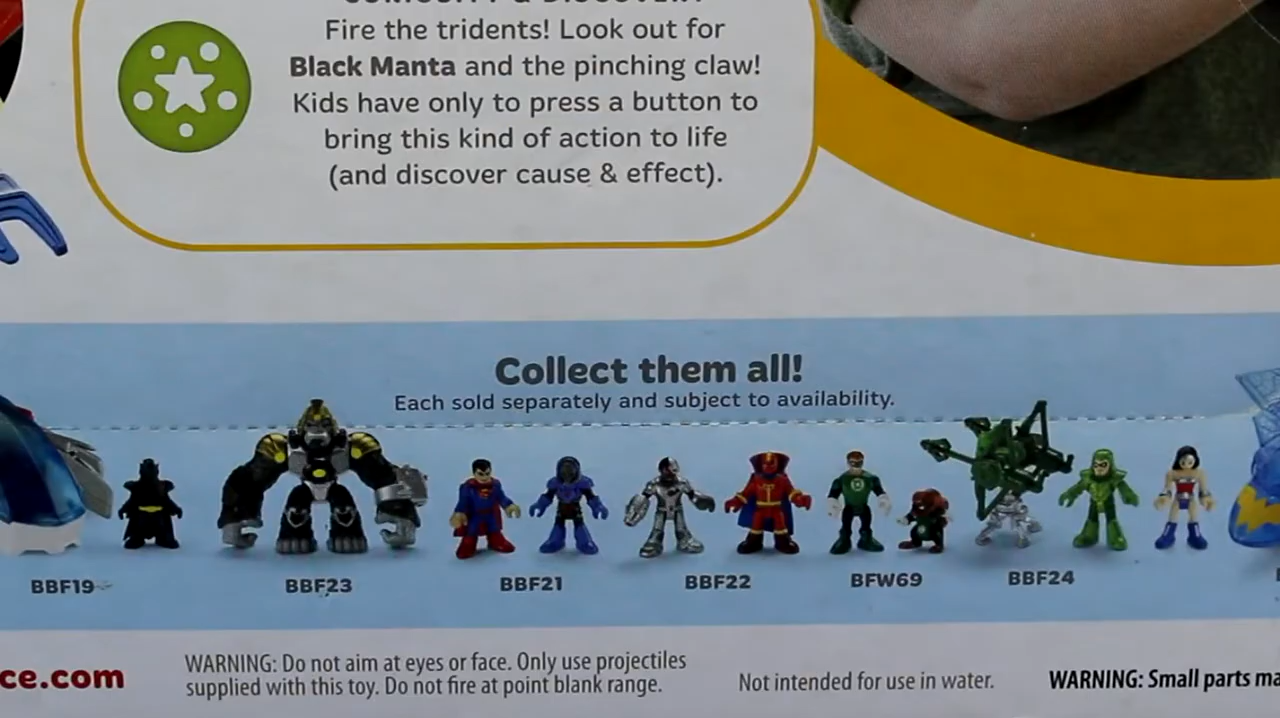 Fire the tridents! Look out for
Black Manta and the pinching claw!
Kids have only to press a button to
bring this kind of action to life
(and discover cause & effect).
Collect them all!
Each sold separately and subject to availability.
BBF19 BBF23 BBF21 BBF22 BFW69 BBF24
ce.com
WARNING: Do not aim at eyes or face. Only use projectiles
supplied with this toy. Do not fire at point blank range.
Not intended for use in water.
WARNING: Small parts ma